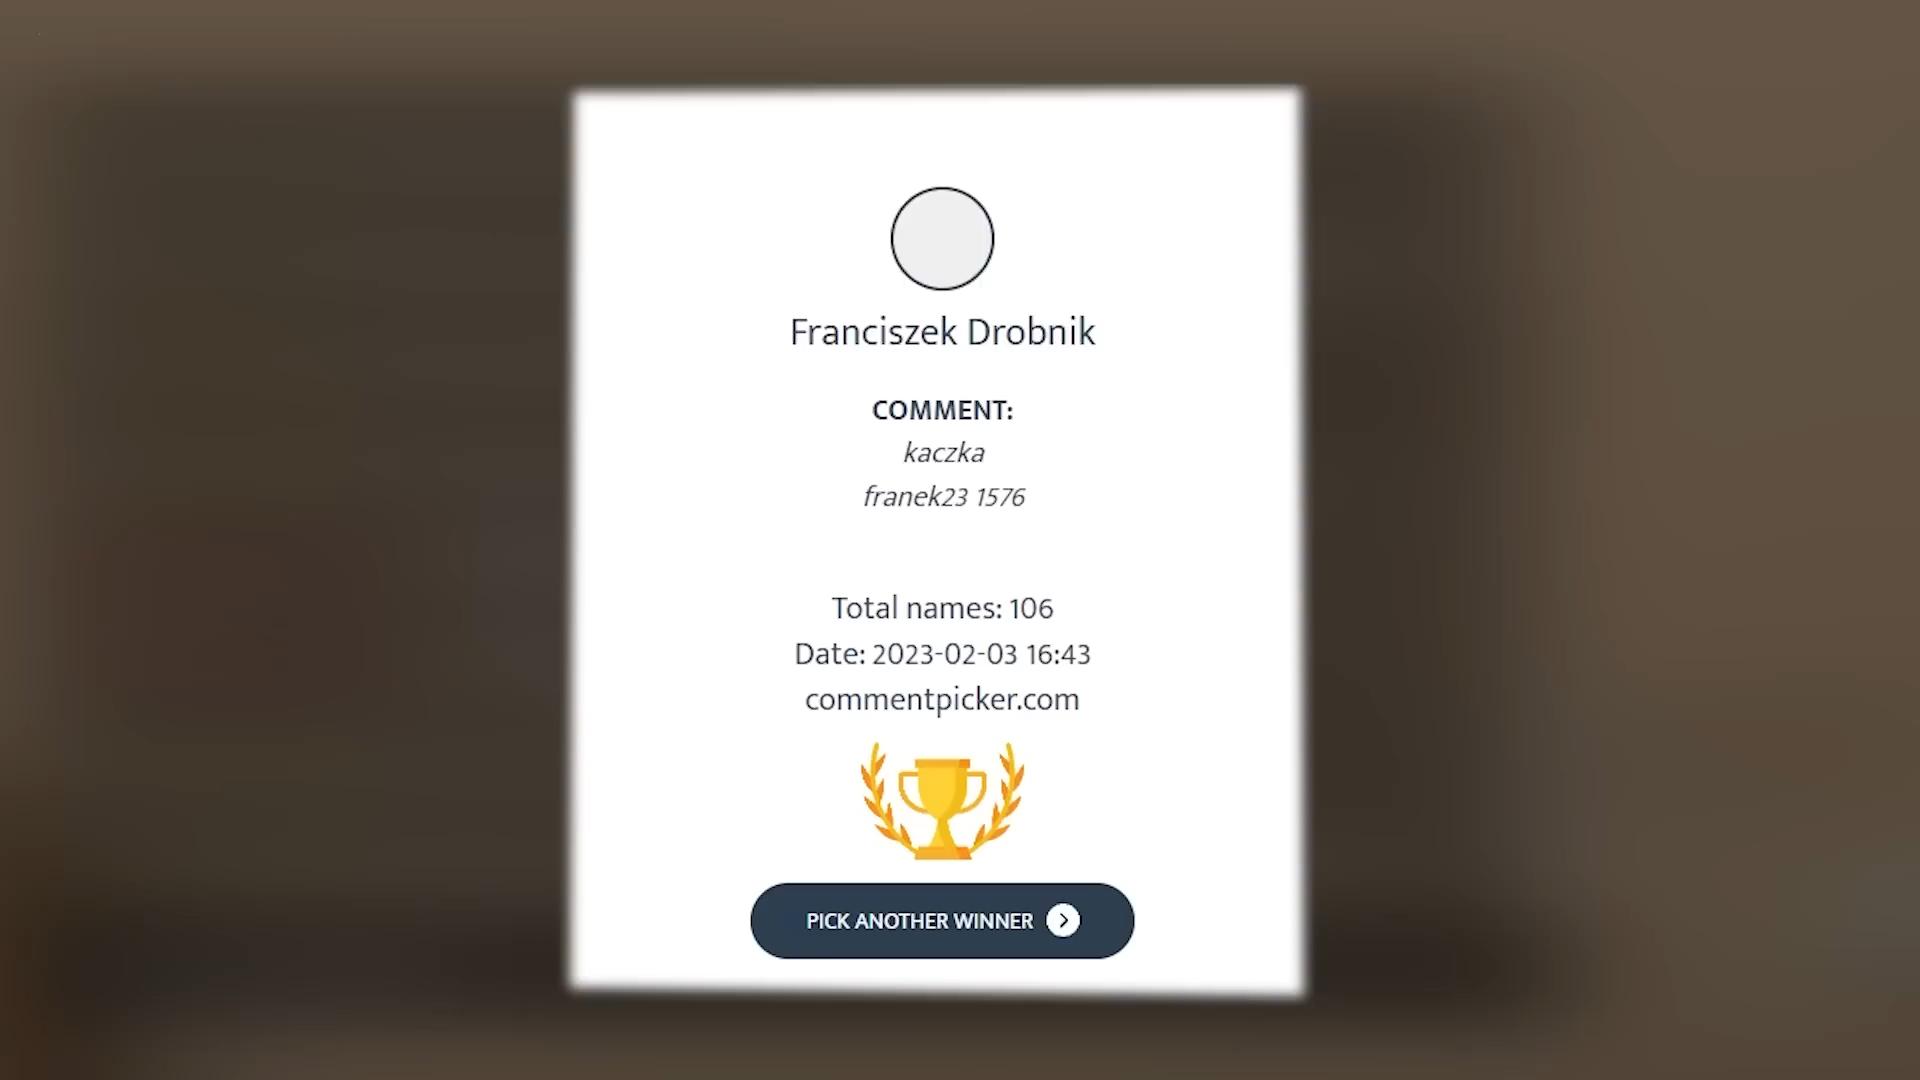 Franciszek Drobnik
COMMENT:
kaczka
franek23 1576
Total names: 106
Date: 2023-02-03 16:43
commentpicker.com
PICK ANOTHER WINNER